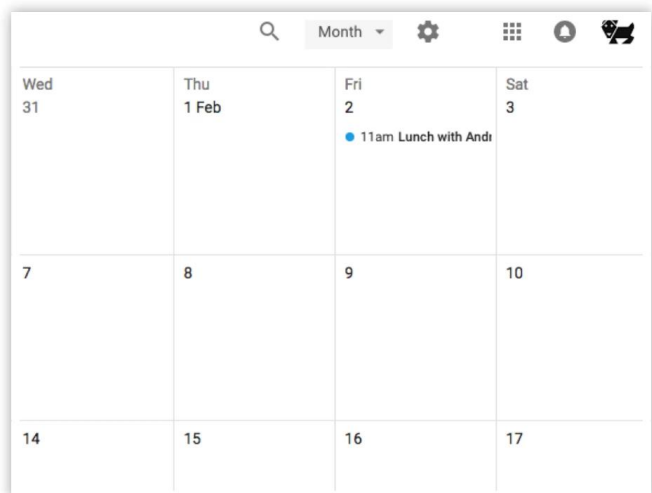 Month
Wed Thu Fri Sat
31 1 Feb 2 3
11am Lunch with Andr
7 8 9 10
14 15 16 17